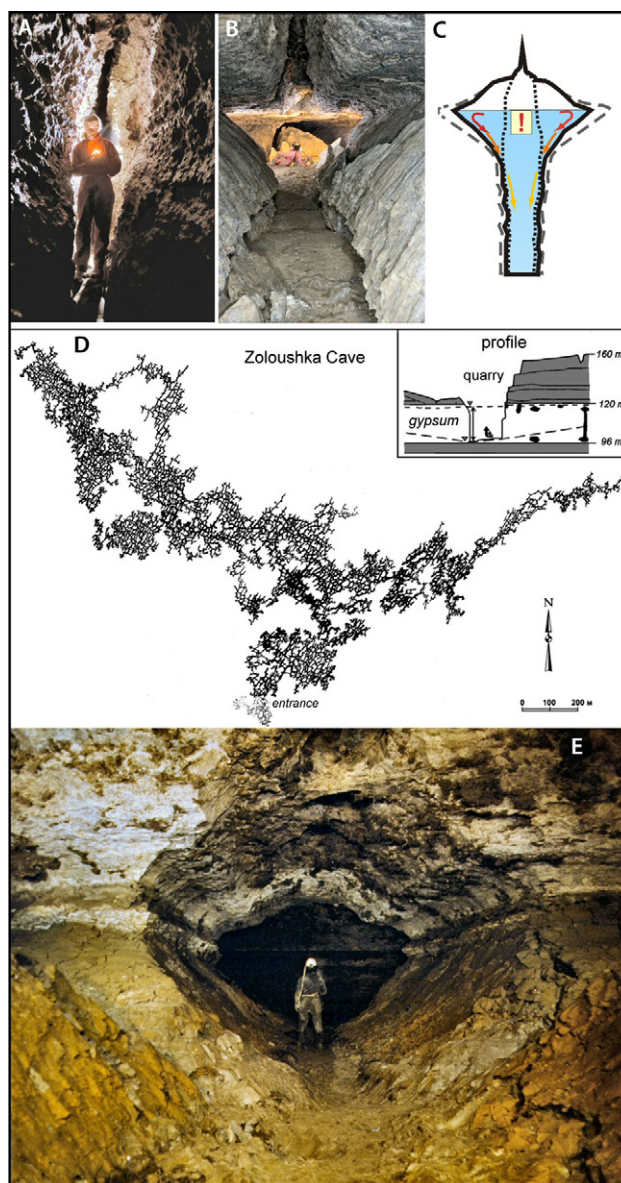 A
B
C
!
D
Zoloushka Cave
profile
quarry
160 m
120 m
gypsum
96 m
N
entrance
0 100 200 м
E